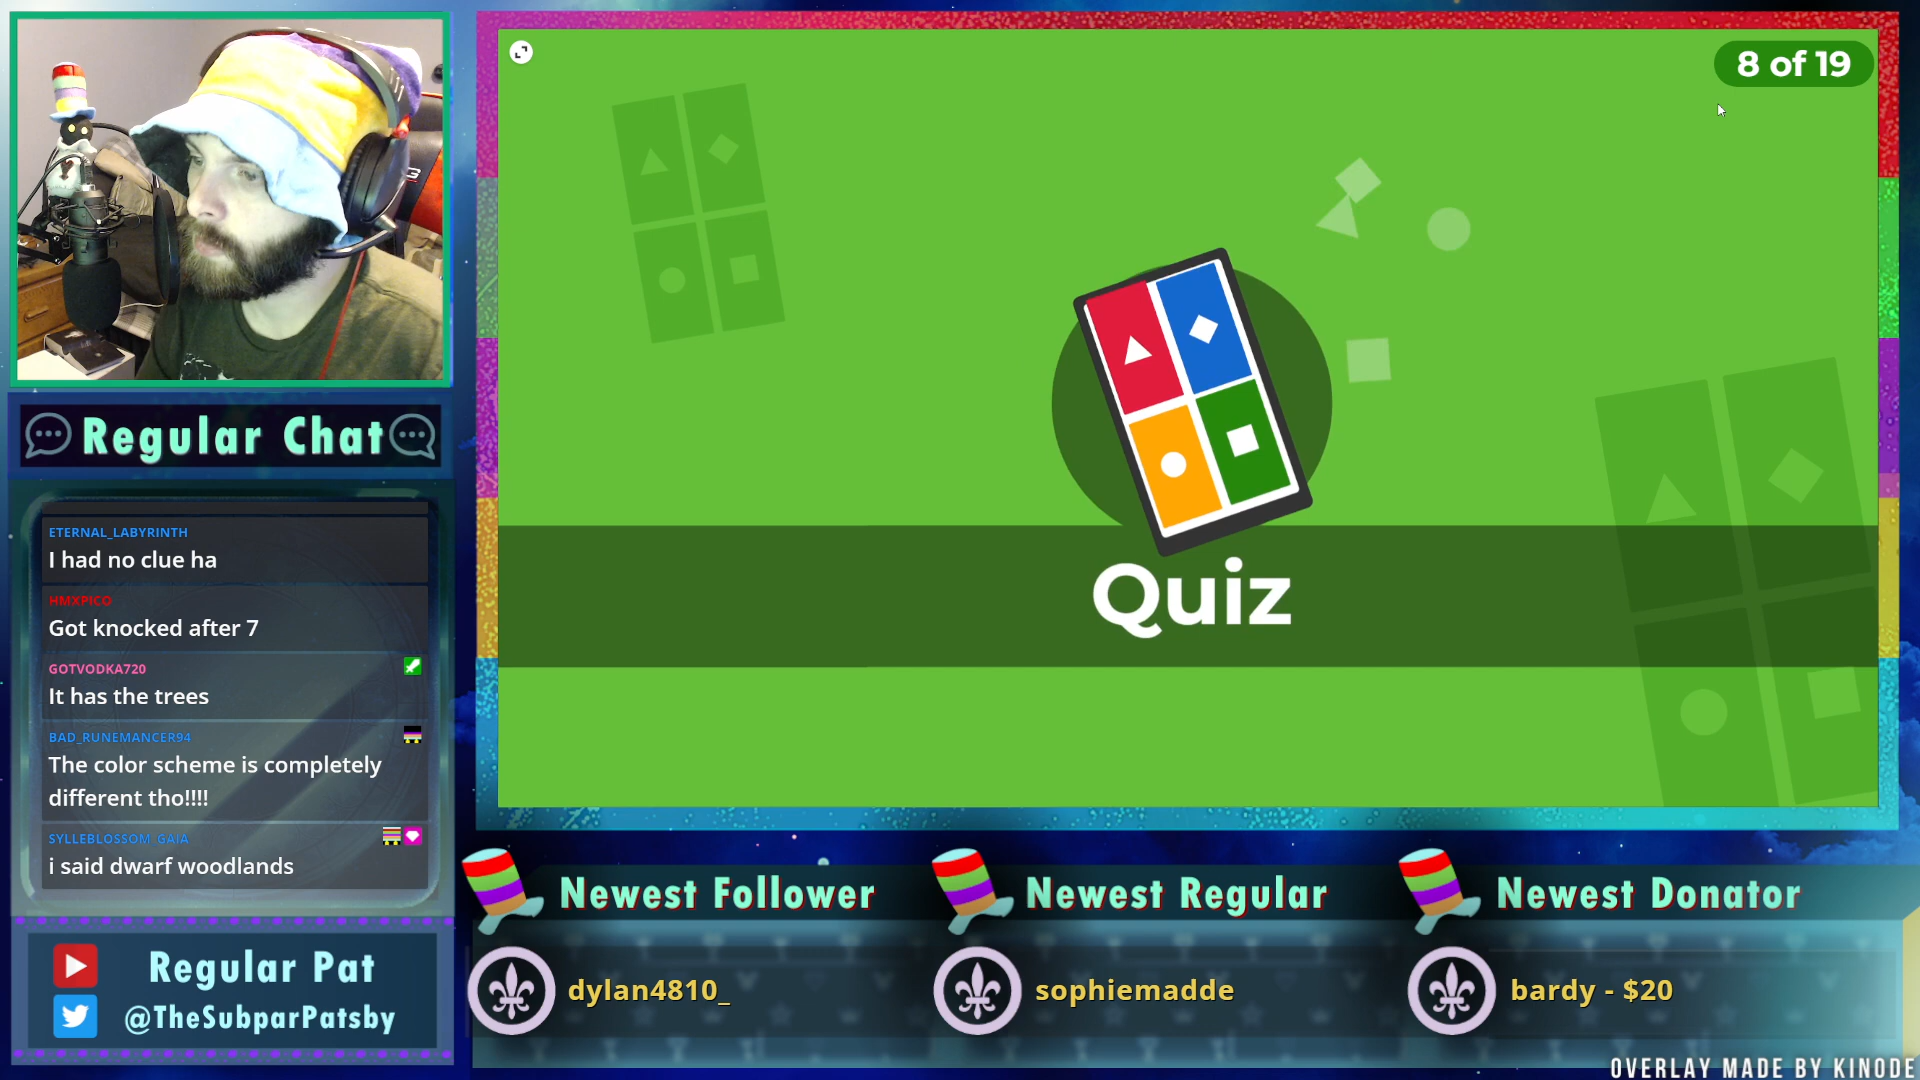 8 of 19
Quiz
Regular Chat
ETERNAL_LABYRINTH
I had no clue ha
HMXPICO
Got knocked after 7
GOTVODKA720
It has the trees
BAD_RUNEMANCER94
The color scheme is completely
different tho!!!!
SYLLEBLOSSOM_GAIA
i said dwarf woodlands
Regular Pat
@TheSubparPatsby
Newest Follower
dylan4810_
Newest Regular
sophiemadde
Newest Donator
bardy - $20
OVERLAY MADE BY KINODE